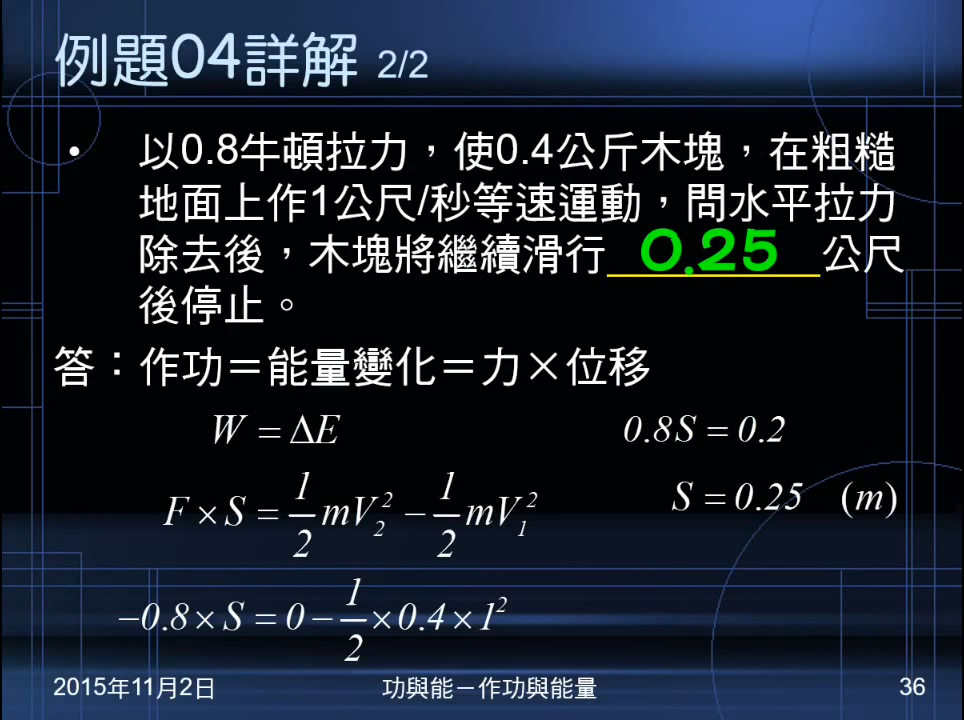 例題04詳解 2/2
• 以0.8牛頓拉力，使0.4公斤木塊，在粗糙
地面上作1公尺/秒等速運動，問水平拉力
除去後，木塊將繼續滑行 0.25 公尺
後停止。
答：作功＝能量變化＝力×位移
W = ΔE
F × S = 1/2 mV₂² − 1/2 mV₁²
−0.8 × S = 0 − 1/2 × 0.4 × 1²
0.8S = 0.2
S = 0.25 (m)
2015年11月2日
功與能－作功與能量
36